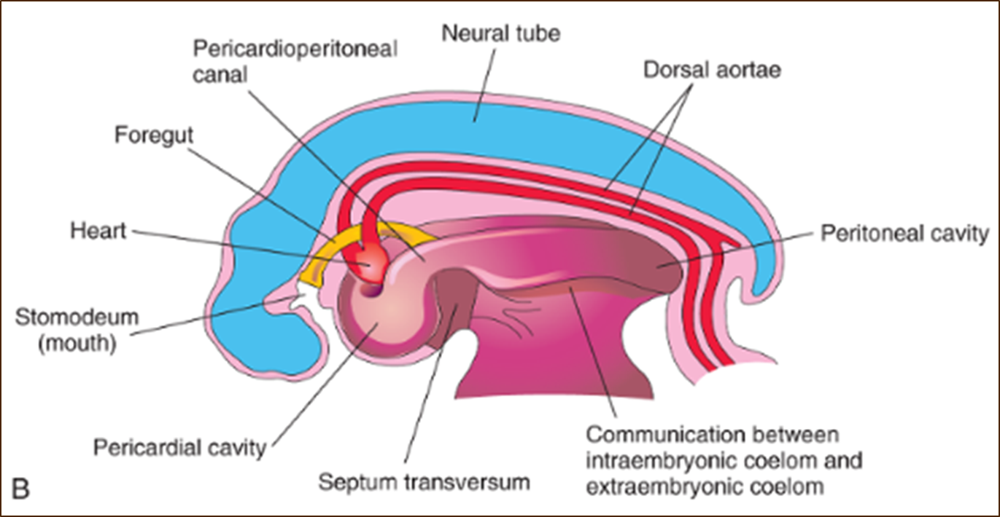 Neural tube
Pericardioperitoneal
canal
Dorsal aortae
Foregut
Heart
Peritoneal cavity
Stomodeum
(mouth)
Pericardial cavity
Septum transversum
Communication between
intraembryonic coelom and
extraembryonic coelom
B